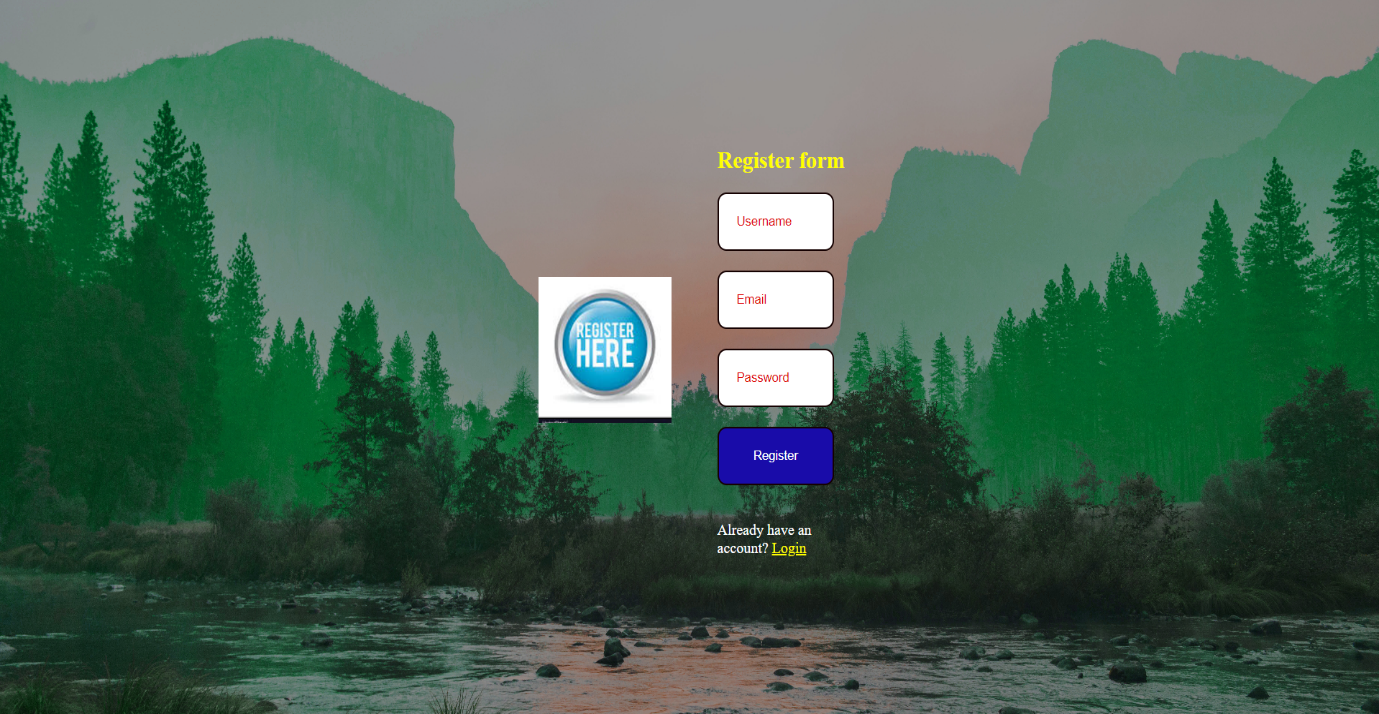 Register form
Username
Email
REGISTER
HERE
Password
Register
Already have an
account? Login